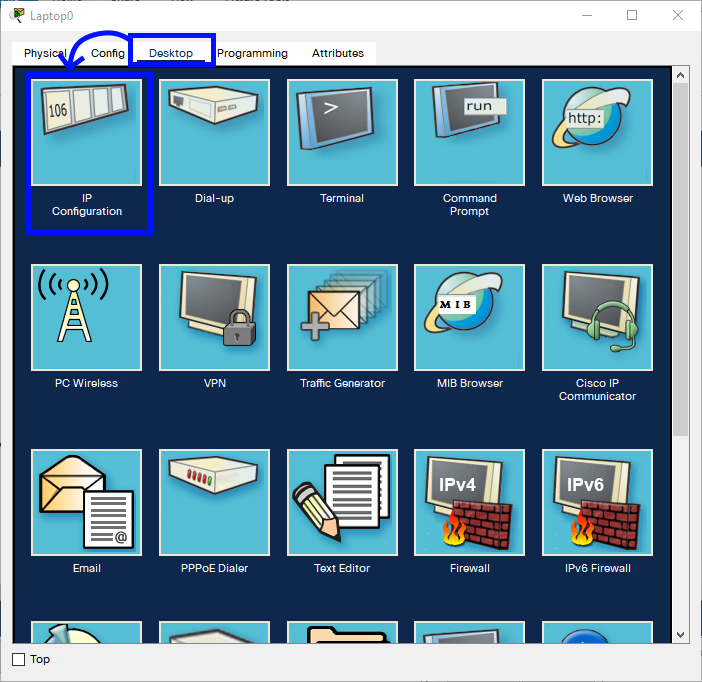 Laptop0
Physical Config Desktop Programming Attributes
106
>
run
http:
IP
Configuration
Dial-up
Terminal
Command
Prompt
Web Browser
MIB
PC Wireless
VPN
Traffic Generator
MIB Browser
Cisco IP
Communicator
@
IPv4
IPv6
Email
PPPoE Dialer
Text Editor
Firewall
IPv6 Firewall
Top